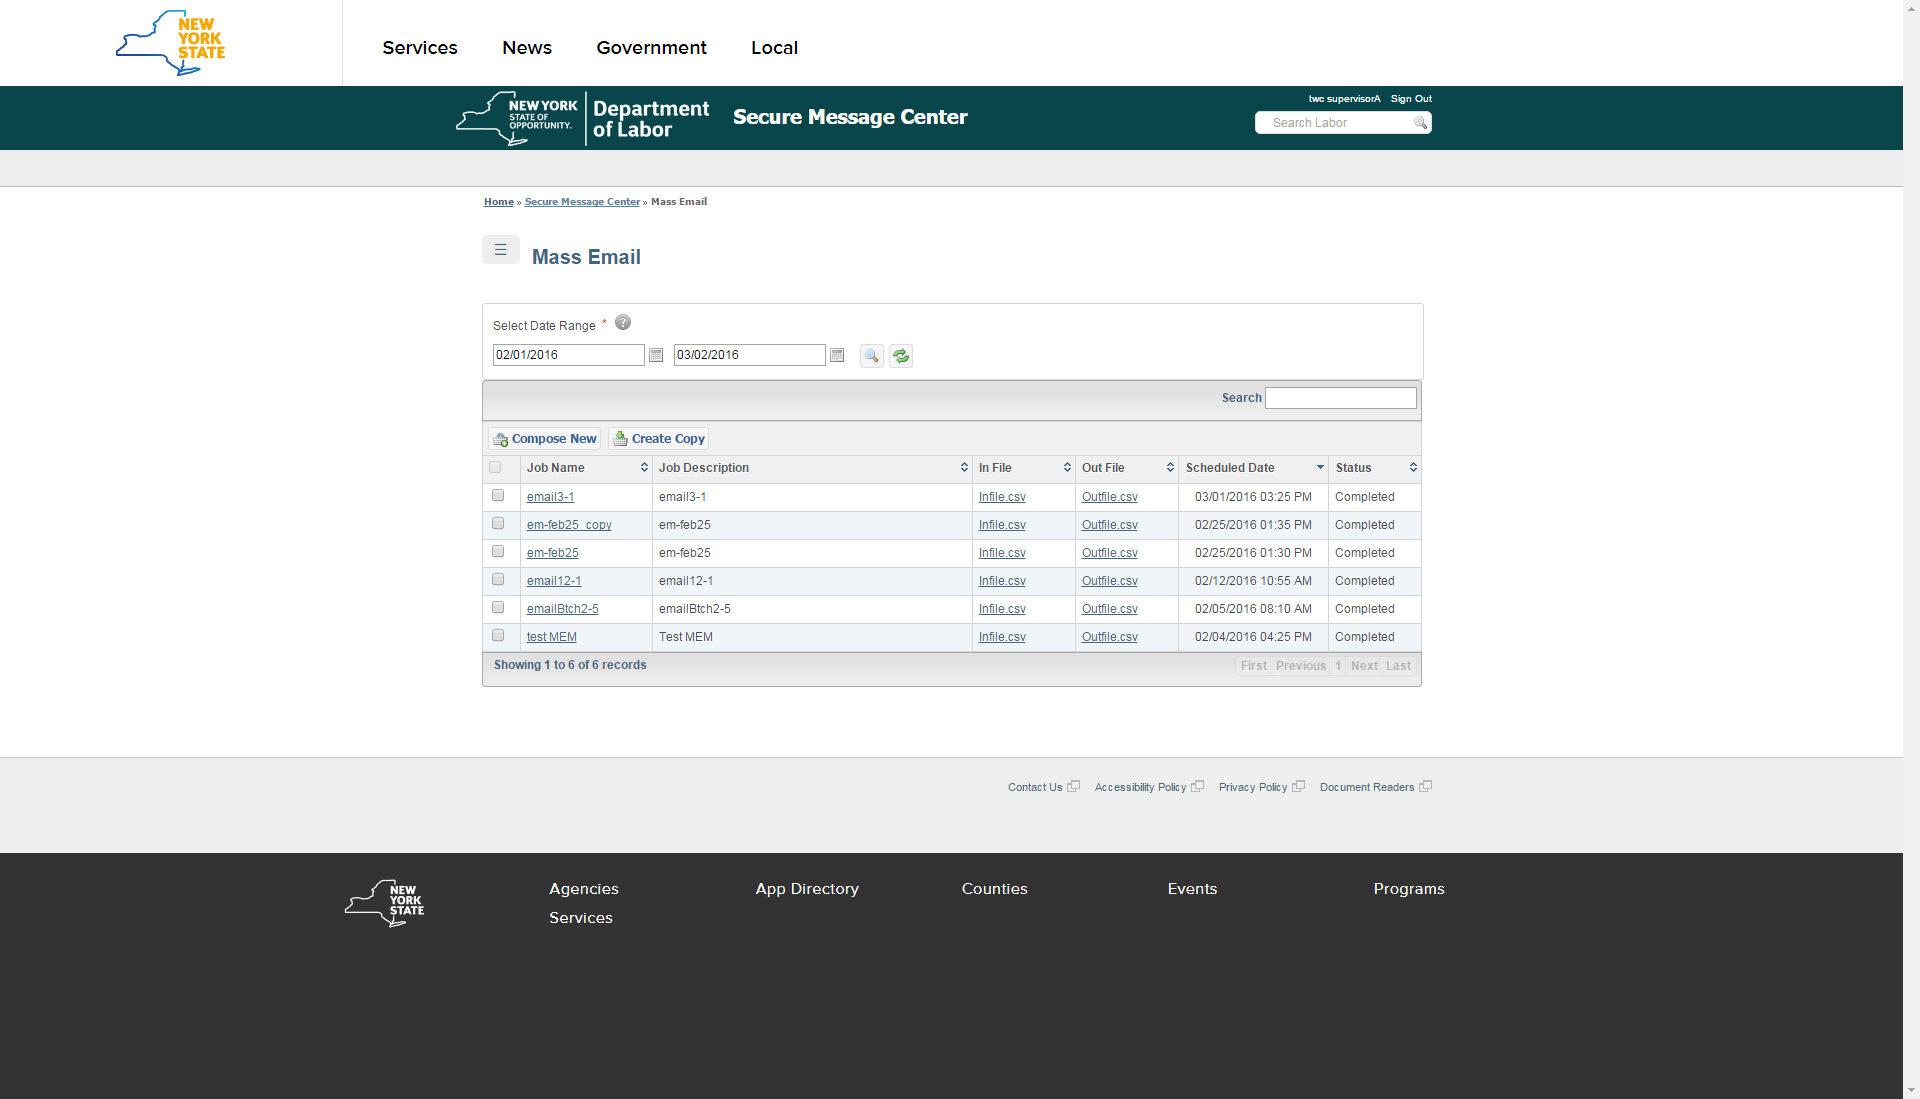 NEW
YORK
STATE
Services News Government Local
NEW YORK
STATE OF
OPPORTUNITY.
Department
of Labor
Secure Message Center
twc supervisorA Sign Out
Search Labor
Home » Secure Message Center » Mass Email
☰ Mass Email
Select Date Range * ?
02/01/2016 03/02/2016
Search
Compose New Create Copy
Job Name Job Description In File Out File Scheduled Date Status
email3-1 email3-1 Infile.csv Outfile.csv 03/01/2016 03:25 PM Completed
em-feb25_copy em-feb25 Infile.csv Outfile.csv 02/25/2016 01:35 PM Completed
em-feb25 em-feb25 Infile.csv Outfile.csv 02/25/2016 01:30 PM Completed
email12-1 email12-1 Infile.csv Outfile.csv 02/12/2016 10:55 AM Completed
emailBtch2-5 emailBtch2-5 Infile.csv Outfile.csv 02/05/2016 08:10 AM Completed
test MEM Test MEM Infile.csv Outfile.csv 02/04/2016 04:25 PM Completed
Showing 1 to 6 of 6 records First Previous 1 Next Last
Contact Us Accessibility Policy Privacy Policy Document Readers
NEW
YORK
STATE
Agencies App Directory Counties Events Programs
Services